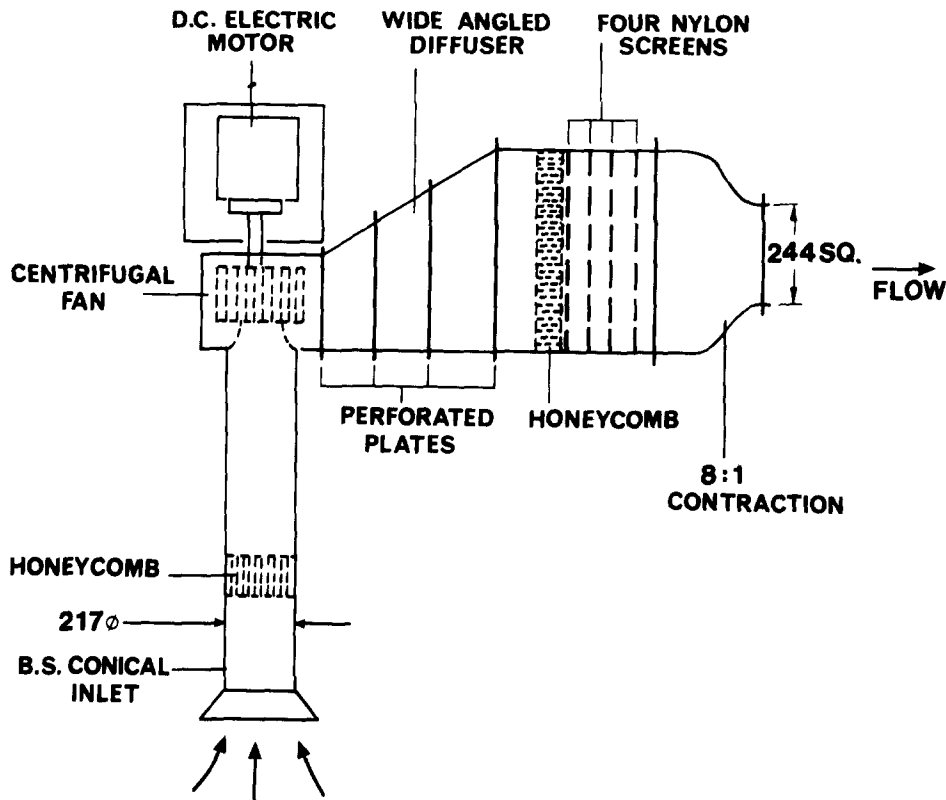 D.C. ELECTRIC
MOTOR
WIDE ANGLED
DIFFUSER
FOUR NYLON
SCREENS
CENTRIFUGAL
FAN
244 SQ.
FLOW
PERFORATED
PLATES
HONEYCOMB
8:1
CONTRACTION
HONEYCOMB
217⌀
B.S. CONICAL
INLET